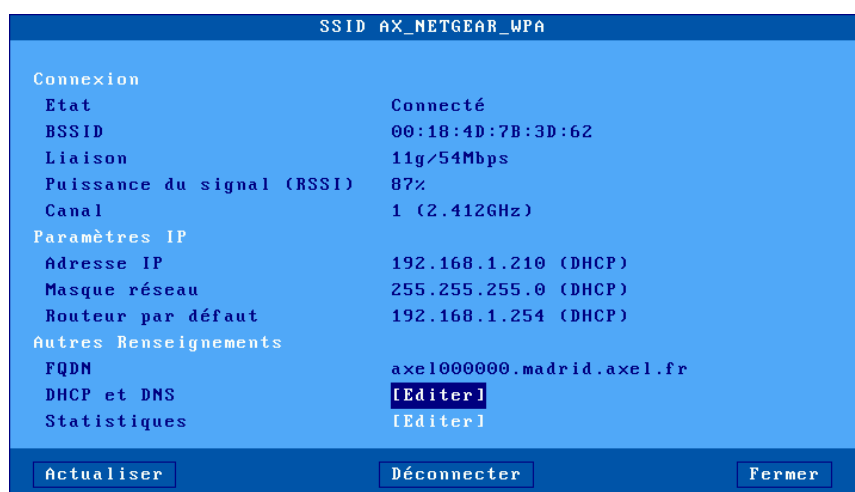 SSID AX_NETGEAR_WPA
Connexion
Etat Connecté
BSSID 00:18:4D:7B:3D:62
Liaison 11g/54Mbps
Puissance du signal (RSSI) 87%
Canal 1 (2.412GHz)
Paramètres IP
Adresse IP 192.168.1.210 (DHCP)
Masque réseau 255.255.255.0 (DHCP)
Routeur par défaut 192.168.1.254 (DHCP)
Autres Renseignements
FQDN axel000000.madrid.axel.fr
DHCP et DNS [Editer]
Statistiques [Editer]
Actualiser Déconnecter Fermer